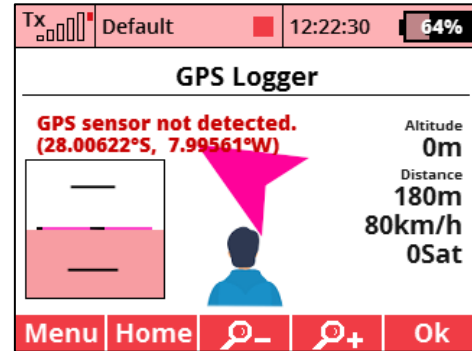 Tx Default 12:22:30 64%
GPS Logger
GPS sensor not detected.
(28.00622°S, 7.99561°W)
Altitude
0m
Distance
180m
80km/h
0Sat
Menu Home - + Ok